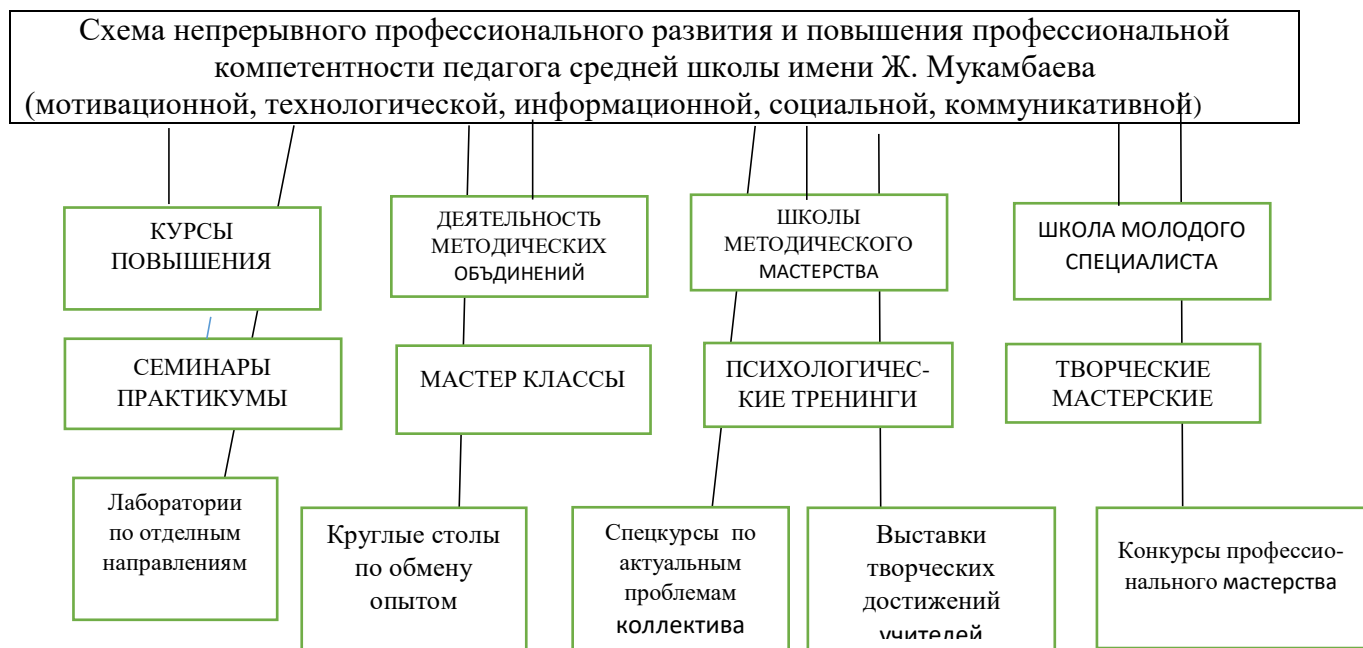 Схема непрерывного профессионального развития и повышения профессиональной
компетентности педагога средней школы имени Ж. Мукамбаева
(мотивационной, технологической, информационной, социальной, коммуникативной)
КУРСЫ
ПОВЫШЕНИЯ
ДЕЯТЕЛЬНОСТЬ
МЕТОДИЧЕСКИХ
ОБЪДИНЕНИЙ
ШКОЛЫ
МЕТОДИЧЕСКОГО
МАСТЕРСТВА
ШКОЛА МОЛОДОГО
СПЕЦИАЛИСТА
СЕМИНАРЫ
ПРАКТИКУМЫ
МАСТЕР КЛАССЫ
ПСИХОЛОГИЧЕС-
КИЕ ТРЕНИНГИ
ТВОРЧЕСКИЕ
МАСТЕРСКИЕ
Лаборатории
по отделным
направлениям
Круглые столы
по обмену
опытом
Спецкурсы по
актуальным
проблемам
коллектива
Выставки
творческих
достижений
учителей
Конкурсы профессио-
нального мастерства